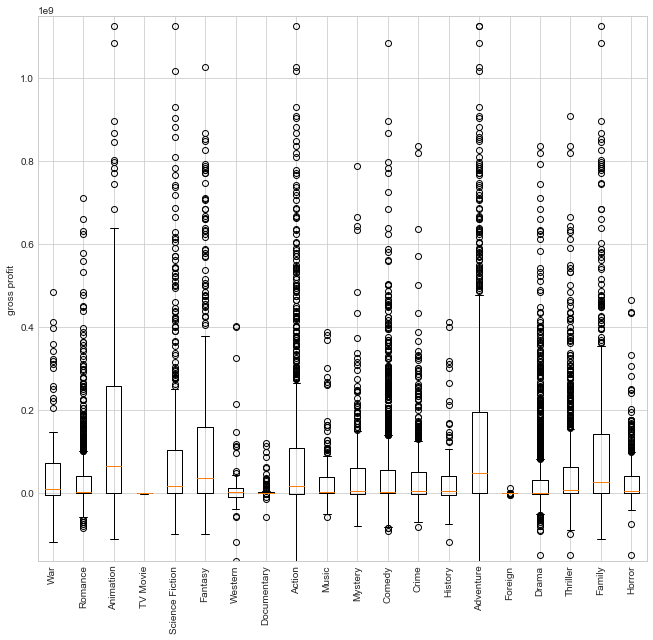 1e9
1.0
0.8
0.6
0.4
0.2
0.0
gross profit
War
Romance
Animation
TV Movie
Science Fiction
Fantasy
Western
Documentary
Action
Music
Mystery
Comedy
Crime
History
Adventure
Foreign
Drama
Thriller
Family
Horror